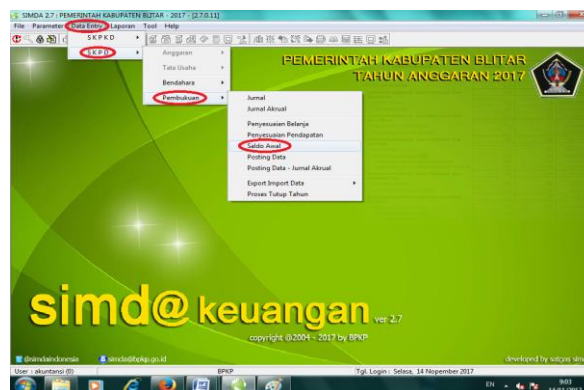 SIMDA 2.7 : PEMERINTAH KABUPATEN BLITAR - 2017 - [2.7.0.11]
File Parameter Data Entry Laporan Tool Help
SKPKD
SKPD
Anggaran
Tata Usaha
Bendahara
Pembukuan
Jurnal
Jurnal Akrual
Penyesuaian Belanja
Penyesuaian Pendapatan
Saldo Awal
Posting Data
Posting Data - Jurnal Akrual
Export Import Data
Proses Tutup Tahun
PEMERINTAH KABUPATEN BLITAR
TAHUN ANGGARAN 2017
simd@ keuangan ver 2.7
copyright @2004 - 2017 by BPKP
@simdaindonesia simda@bpkp.go.id
developed by satgas sim
User : akuntansi (0) BPKP Tgl. Login : Selasa, 14 Nopember 2017
EN 9:03